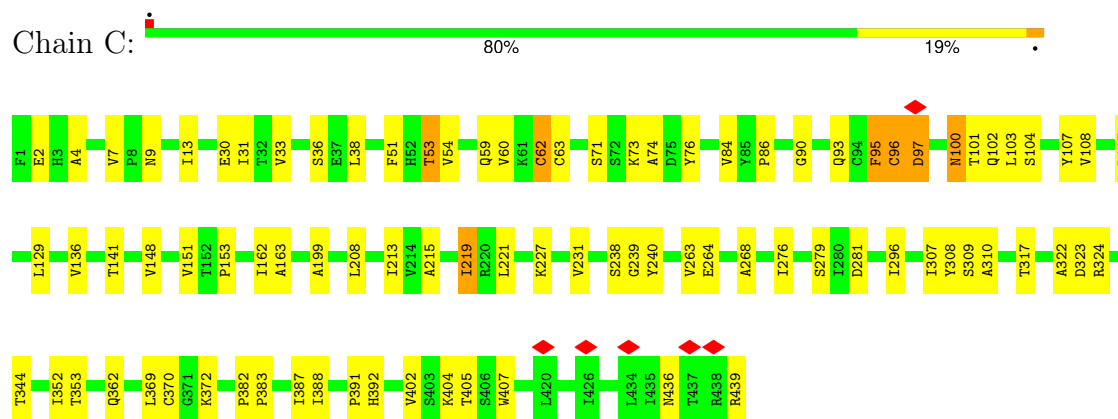 Chain C:
80% 19%
F1 E2 H3 A4 V7 P8 N9 I13 E30 I31 T32 V33 S36 E37 L38 F51 H52 T53 V54 Q59 V60 K61 C62 C63 S71 S72 K73 A74 D75 Y76 V84 Y85 P86 G90 Q93 C94 F95 C96 D97 N100 T101 Q102 L103 S104 Y107 V108
L129 V136 T141 V148 V151 T152 P153 I162 A163 A199 L208 I213 V214 A215 I219 R220 L221 K227 V231 S238 G239 Y240 V263 E264 A268 I276 S279 I280 D281 I296 I307 Y308 S309 A310 T317 A322 D323 R324
T344 I352 T353 Q362 L369 C370 G371 K372 P382 P383 I387 I388 P391 H392 V402 S403 K404 T405 S406 W407 L420 I426 L434 I435 N436 T437 R438 R439